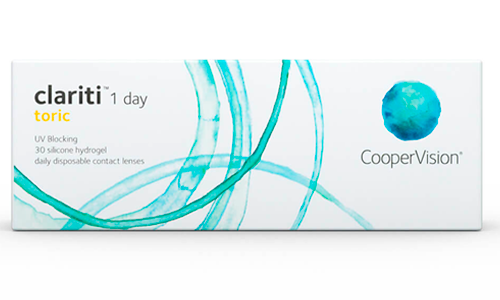 clariti™ 1 day
toric
UV Blocking
30 silicone hydrogel
daily disposable contact lenses
CooperVision®